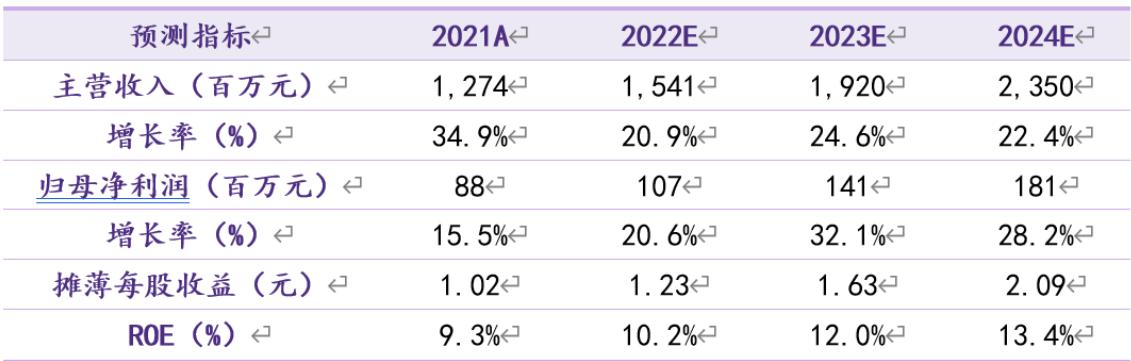 预测指标 2021A 2022E 2023E 2024E
主营收入（百万元） 1,274 1,541 1,920 2,350
增长率（%） 34.9% 20.9% 24.6% 22.4%
归母净利润（百万元） 88 107 141 181
增长率（%） 15.5% 20.6% 32.1% 28.2%
摊薄每股收益（元） 1.02 1.23 1.63 2.09
ROE（%） 9.3% 10.2% 12.0% 13.4%